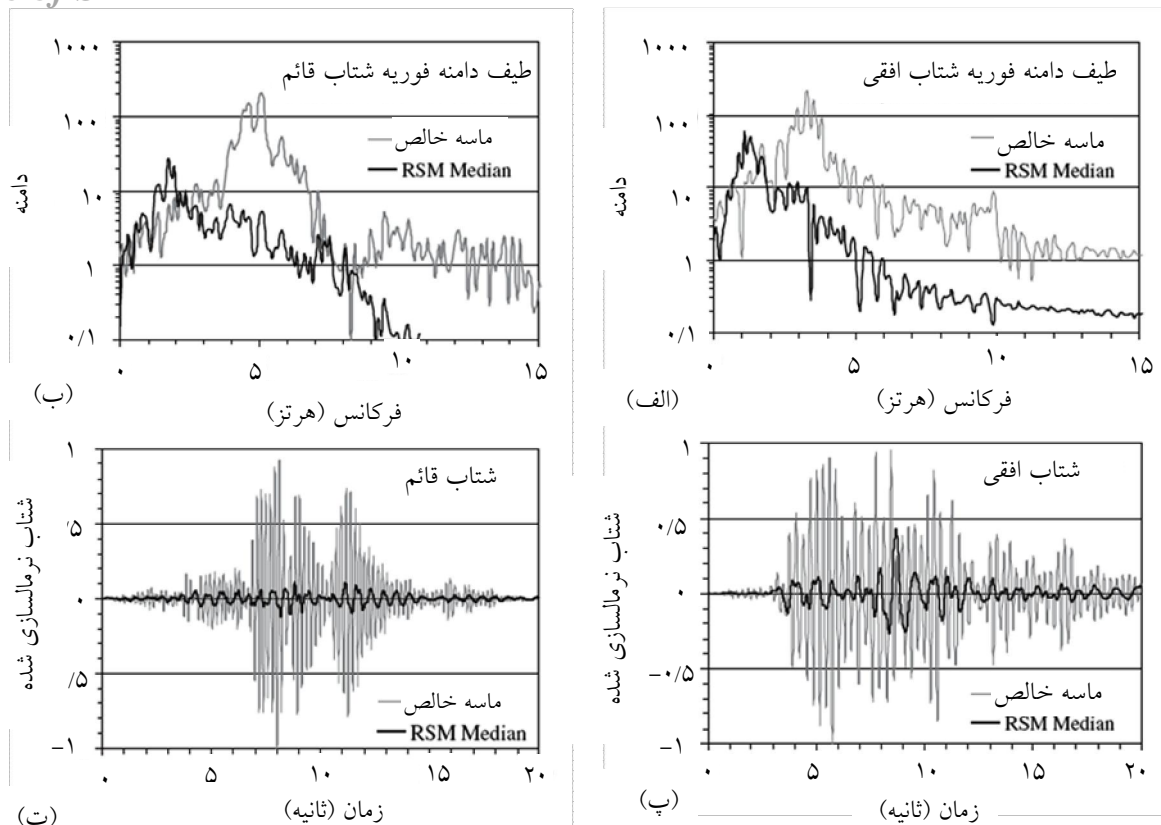 طیف دامنه فوریه شتاب افقی
ماسه خالص
RSM Median
دامنه
۱۰۰۰
۱۰۰
۱۰
۱
۰/۱
۰
۵
۱۰
۱۵
فرکانس (هرتز)
(الف)
طیف دامنه فوریه شتاب قائم
ماسه خالص
RSM Median
دامنه
۱۰۰۰
۱۰۰
۱۰
۱
۰/۱
۰
۵
۱۰
۱۵
فرکانس (هرتز)
(ب)
شتاب افقی
ماسه خالص
RSM Median
شتاب نرمالسازی شده
۱
۰/۵
۰
-۰/۵
-۱
۰
۵
۱۰
۱۵
۲۰
زمان (ثانیه)
(پ)
شتاب قائم
ماسه خالص
RSM Median
شتاب نرمالسازی شده
۱
/۵
۰
/۵
-۱
۰
۵
۱۰
۱۵
۲۰
زمان (ثانیه)
(ت)